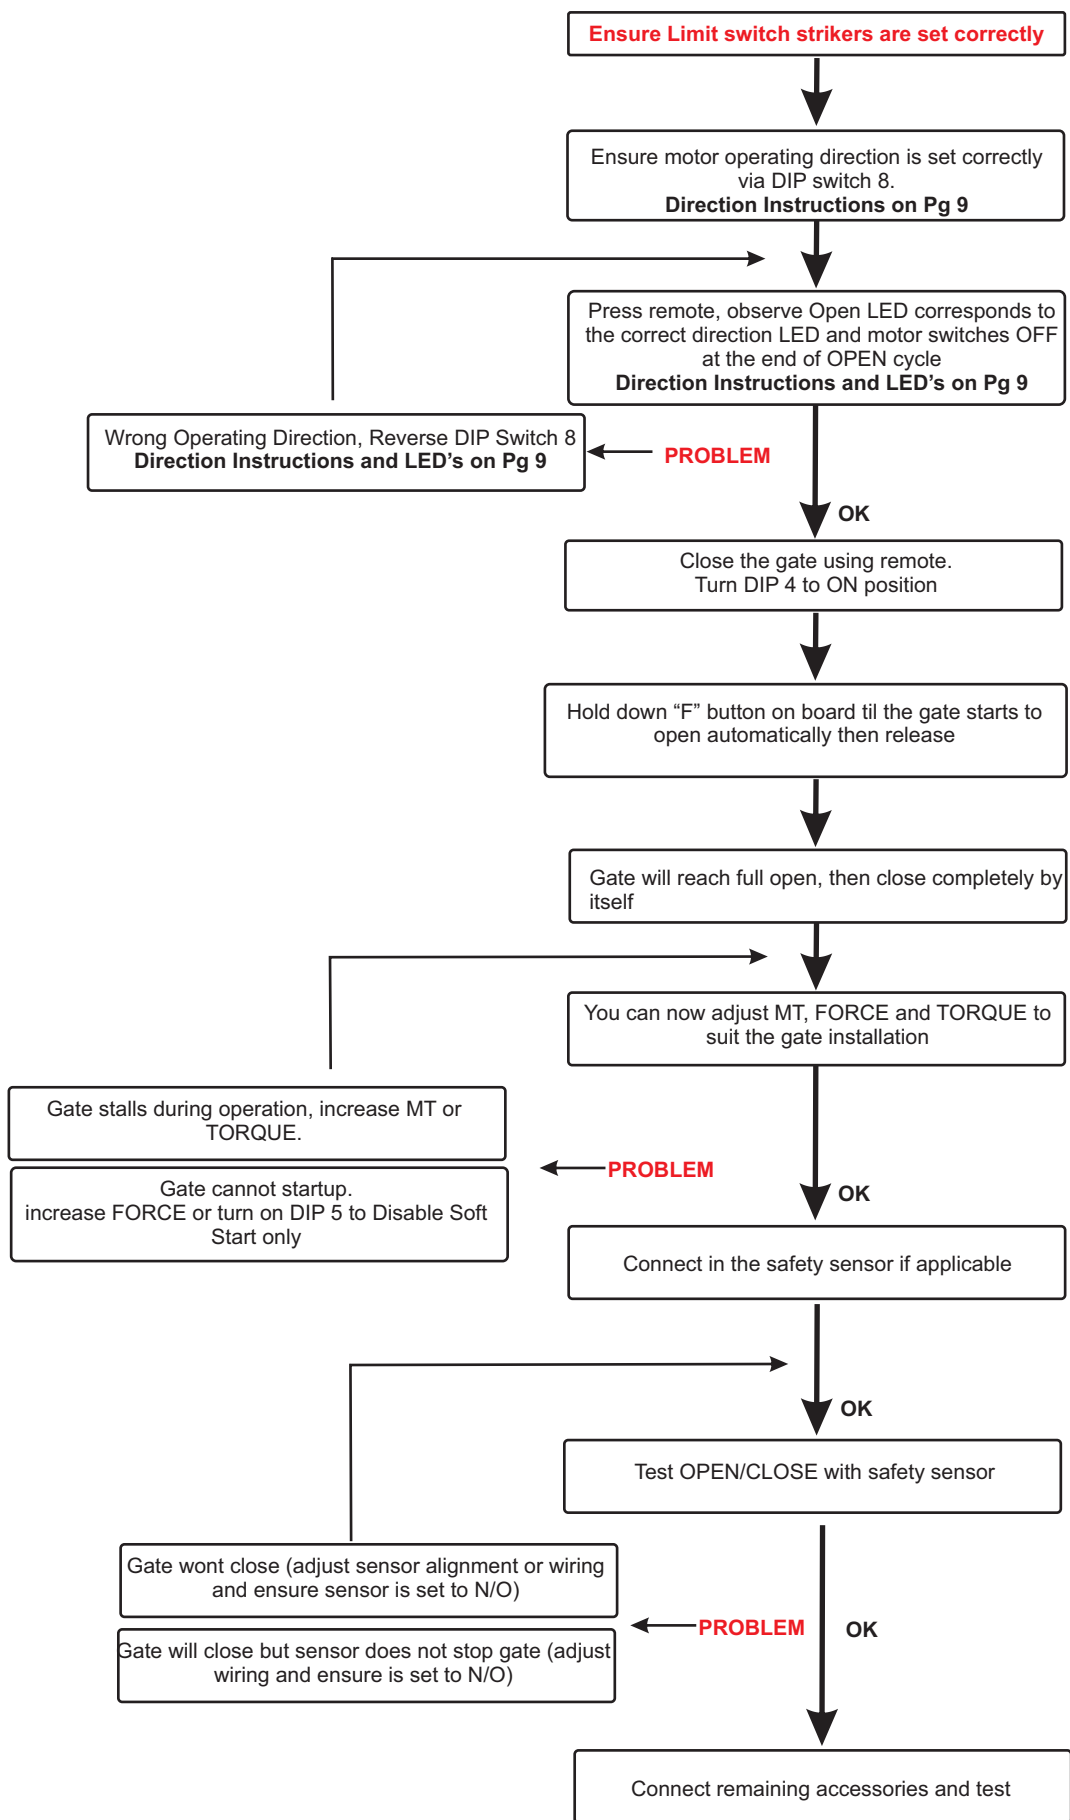 Ensure Limit switch strikers are set correctly
Ensure motor operating direction is set correctly
via DIP switch 8.
Direction Instructions on Pg 9
Press remote, observe Open LED corresponds to
the correct direction LED and motor switches OFF
at the end of OPEN cycle
Direction Instructions and LED's on Pg 9
Wrong Operating Direction, Reverse DIP Switch 8
Direction Instructions and LED's on Pg 9
PROBLEM
OK
Close the gate using remote.
Turn DIP 4 to ON position
Hold down “F” button on board til the gate starts to
open automatically then release
Gate will reach full open, then close completely by
itself
You can now adjust MT, FORCE and TORQUE to
suit the gate installation
Gate stalls during operation, increase MT or
TORQUE.
Gate cannot startup.
increase FORCE or turn on DIP 5 to Disable Soft
Start only
PROBLEM
OK
Connect in the safety sensor if applicable
OK
Test OPEN/CLOSE with safety sensor
Gate wont close (adjust sensor alignment or wiring
and ensure sensor is set to N/O)
Gate will close but sensor does not stop gate (adjust
wiring and ensure is set to N/O)
PROBLEM
OK
Connect remaining accessories and test